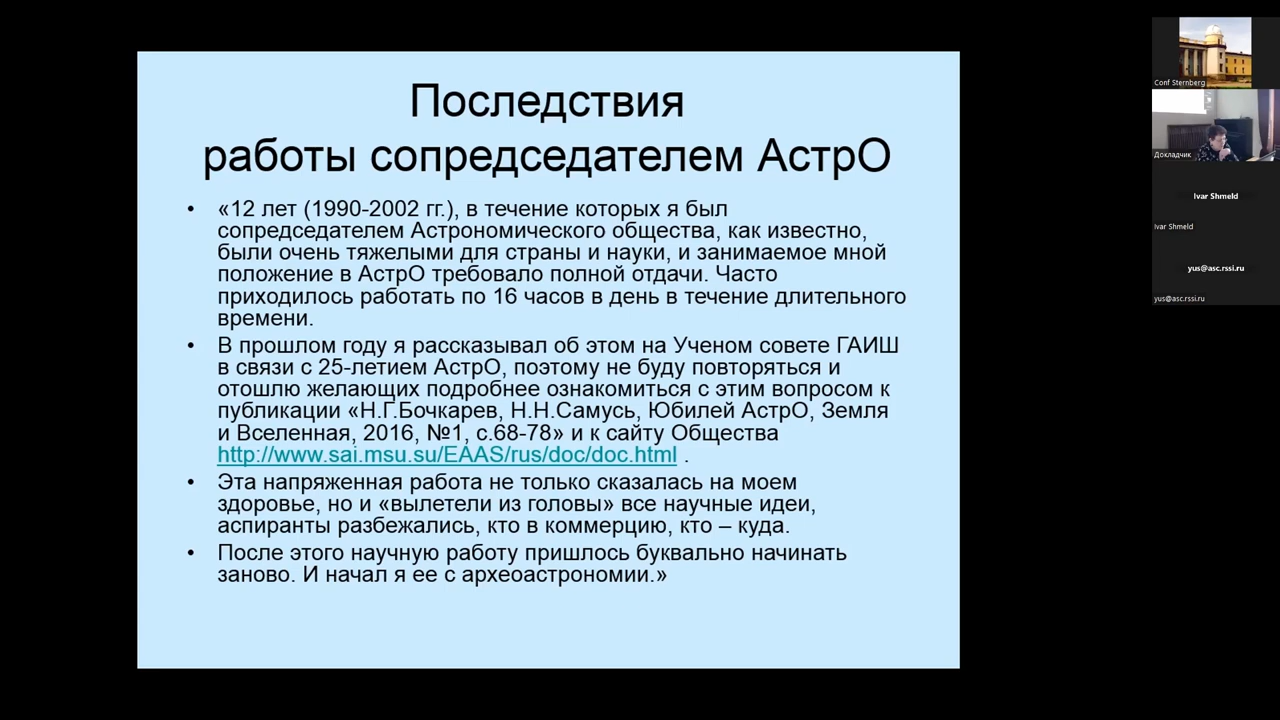 Последствия
работы сопредседателем АстрО
• «12 лет (1990-2002 гг.), в течение которых я был
сопредседателем Астрономического общества, как известно,
были очень тяжелыми для страны и науки, и занимаемое мной
положение в АстрО требовало полной отдачи. Часто
приходилось работать по 16 часов в день в течение длительного
времени.
• В прошлом году я рассказывал об этом на Ученом совете ГАИШ
в связи с 25-летием АстрО, поэтому не буду повторяться и
отошлю желающих подробнее ознакомиться с этим вопросом к
публикации «Н.Г.Бочкарев, Н.Н.Самусь, Юбилей АстрО, Земля
и Вселенная, 2016, №1, с.68-78» и к сайту Общества
http://www.sai.msu.su/EAAS/rus/doc/doc.html .
• Эта напряженная работа не только сказалась на моем
здоровье, но и «вылетели из головы» все научные идеи,
аспиранты разбежались, кто в коммерцию, кто – куда.
• После этого научную работу пришлось буквально начинать
заново. И начал я ее с археоастрономии.»
Conf Sternberg
Докладчик
Ivar Shmeld
Ivar Shmeld
yus@asc.rssi.ru
yus@asc.rssi.ru